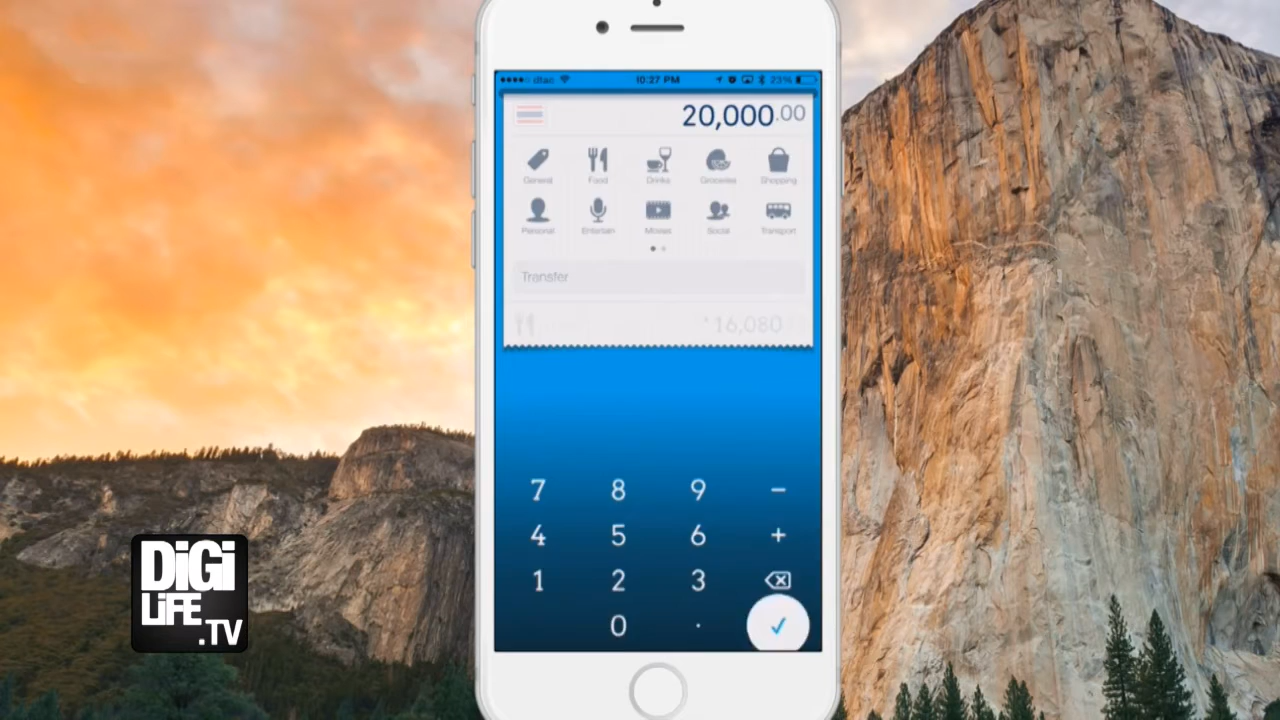 dtac 10:27 PM 23%
20,000.00
General Food Drinks Groceries Shopping
Personal Entertain Movies Social Transport
Transfer
16,080
7 8 9 −
4 5 6 +
1 2 3
0 .
DiGi
LiFE
.TV